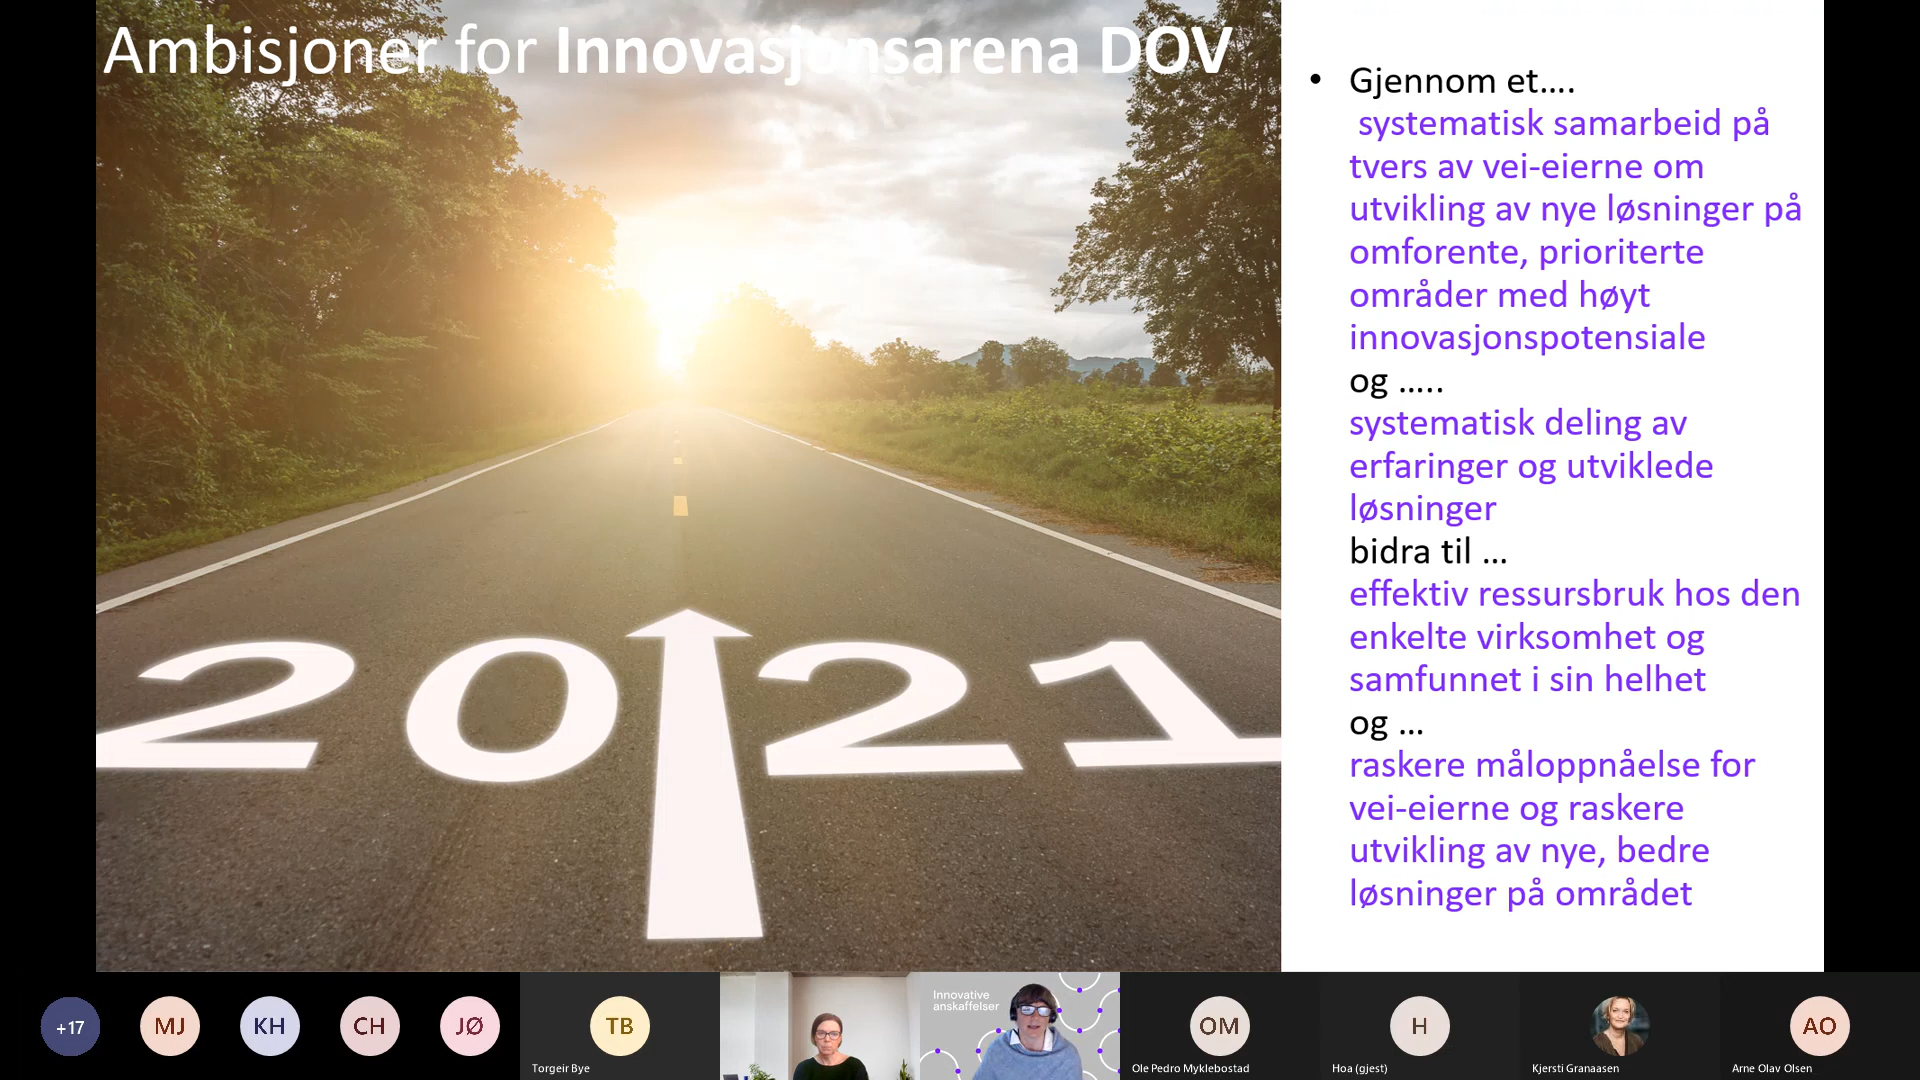 Ambisjoner for Innovasjonsarena DOV
• Gjennom et....
systematisk samarbeid på
tvers av vei-eierne om
utvikling av nye løsninger på
omforente, prioriterte
områder med høyt
innovasjonspotensiale
og .....
systematisk deling av
erfaringer og utviklede
løsninger
bidra til ...
effektiv ressursbruk hos den
enkelte virksomhet og
samfunnet i sin helhet
og ...
raskere måloppnåelse for
vei-eierne og raskere
utvikling av nye, bedre
løsninger på området
2021
+17
MJ
KH
CH
JØ
TB
Torgeir Bye
Innovative
anskaffelser
OM
Ole Pedro Myklebostad
H
Hoa (gjest)
Kjersti Granaasen
AO
Arne Olav Olsen